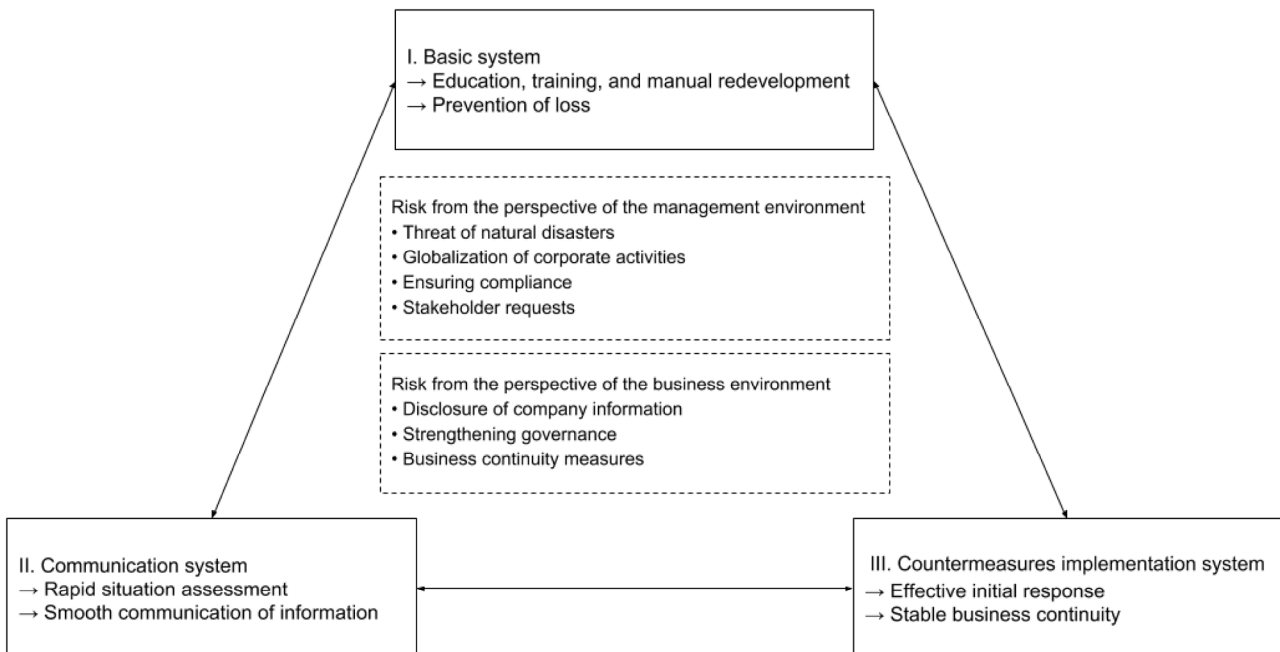 I. Basic system
→ Education, training, and manual redevelopment
→ Prevention of loss
Risk from the perspective of the management environment
• Threat of natural disasters
• Globalization of corporate activities
• Ensuring compliance
• Stakeholder requests
Risk from the perspective of the business environment
• Disclosure of company information
• Strengthening governance
• Business continuity measures
II. Communication system
→ Rapid situation assessment
→ Smooth communication of information
III. Countermeasures implementation system
→ Effective initial response
→ Stable business continuity